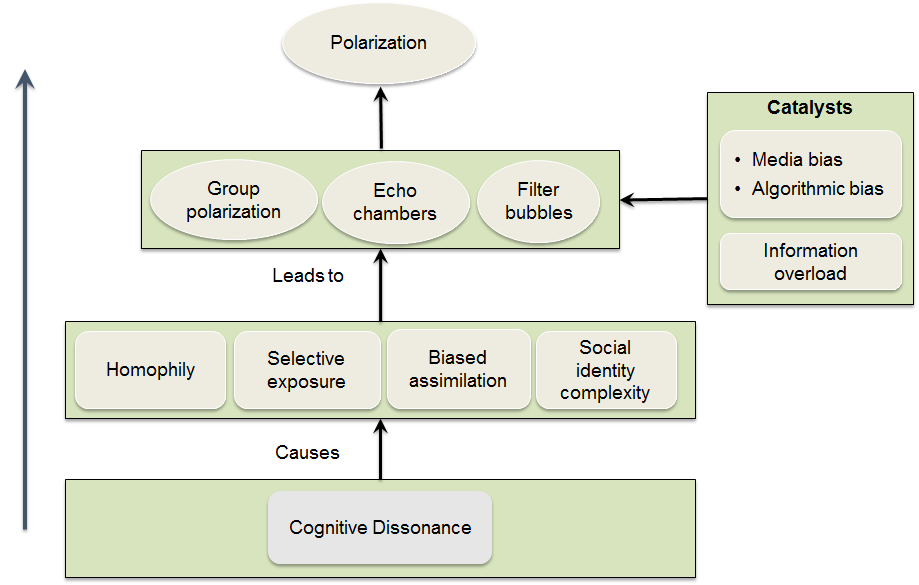 Polarization
Catalysts
• Media bias
• Algorithmic bias
Information
overload
Group
polarization
Echo
chambers
Filter
bubbles
Leads to
Homophily
Selective
exposure
Biased
assimilation
Social
identity
complexity
Causes
Cognitive Dissonance